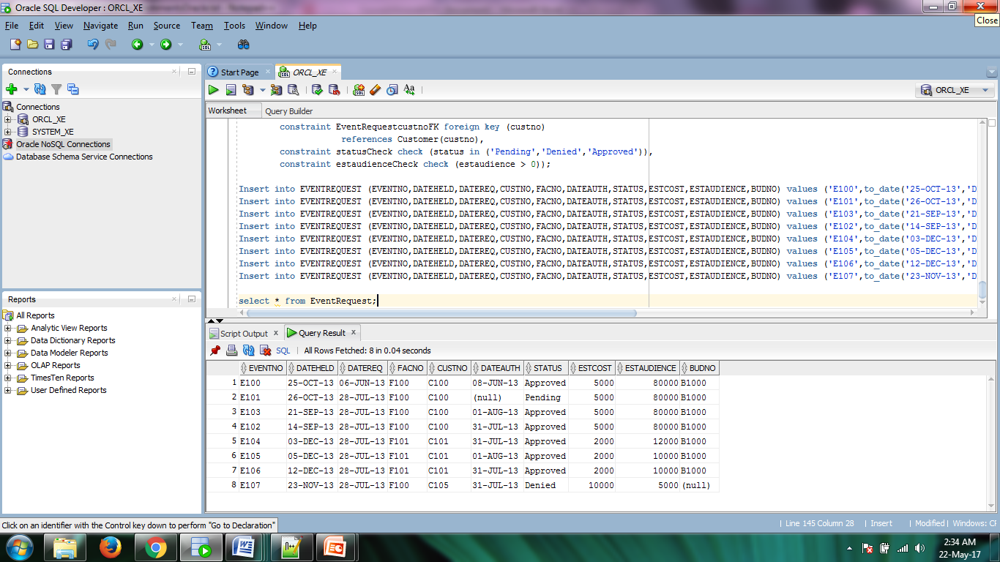 Oracle SQL Developer : ORCL_XE
Close
File Edit View Navigate Run Source Team Tools Window Help
Connections
Connections
ORCL_XE
SYSTEM_XE
Oracle NoSQL Connections
Database Schema Service Connections
Reports
All Reports
Analytic View Reports
Data Dictionary Reports
Data Modeler Reports
OLAP Reports
TimesTen Reports
User Defined Reports
Start Page ORCL_XE
ORCL_XE
Worksheet Query Builder
constraint EventRequestcustnoFK foreign key (custno)
references Customer(custno),
constraint statusCheck check (status in ('Pending','Denied','Approved')),
constraint estaudienceCheck check (estaudience > 0));
Insert into EVENTREQUEST (EVENTNO,DATEHELD,DATEREQ,CUSTNO,FACNO,DATEAUTH,STATUS,ESTCOST,ESTAUDIENCE,BUDNO) values ('E100',to_date('25-OCT-13','D
Insert into EVENTREQUEST (EVENTNO,DATEHELD,DATEREQ,CUSTNO,FACNO,DATEAUTH,STATUS,ESTCOST,ESTAUDIENCE,BUDNO) values ('E101',to_date('26-OCT-13','D
Insert into EVENTREQUEST (EVENTNO,DATEHELD,DATEREQ,CUSTNO,FACNO,DATEAUTH,STATUS,ESTCOST,ESTAUDIENCE,BUDNO) values ('E103',to_date('21-SEP-13','D
Insert into EVENTREQUEST (EVENTNO,DATEHELD,DATEREQ,CUSTNO,FACNO,DATEAUTH,STATUS,ESTCOST,ESTAUDIENCE,BUDNO) values ('E102',to_date('14-SEP-13','D
Insert into EVENTREQUEST (EVENTNO,DATEHELD,DATEREQ,CUSTNO,FACNO,DATEAUTH,STATUS,ESTCOST,ESTAUDIENCE,BUDNO) values ('E104',to_date('03-DEC-13','D
Insert into EVENTREQUEST (EVENTNO,DATEHELD,DATEREQ,CUSTNO,FACNO,DATEAUTH,STATUS,ESTCOST,ESTAUDIENCE,BUDNO) values ('E105',to_date('05-DEC-13','D
Insert into EVENTREQUEST (EVENTNO,DATEHELD,DATEREQ,CUSTNO,FACNO,DATEAUTH,STATUS,ESTCOST,ESTAUDIENCE,BUDNO) values ('E106',to_date('12-DEC-13','D
Insert into EVENTREQUEST (EVENTNO,DATEHELD,DATEREQ,CUSTNO,FACNO,DATEAUTH,STATUS,ESTCOST,ESTAUDIENCE,BUDNO) values ('E107',to_date('23-NOV-13','D
select * from EventRequest;
Script Output x Query Result x
SQL | All Rows Fetched: 8 in 0.04 seconds
EVENTNO DATEHELD DATEREQ FACNO CUSTNO DATEAUTH STATUS ESTCOST ESTAUDIENCE BUDNO
1 E100 25-OCT-13 06-JUN-13 F100 C100 08-JUN-13 Approved 5000 80000 B1000
2 E101 26-OCT-13 28-JUL-13 F100 C100 (null) Pending 5000 80000 B1000
3 E103 21-SEP-13 28-JUL-13 F100 C100 01-AUG-13 Approved 5000 80000 B1000
4 E102 14-SEP-13 28-JUL-13 F100 C100 31-JUL-13 Approved 5000 80000 B1000
5 E104 03-DEC-13 28-JUL-13 F101 C101 31-JUL-13 Approved 2000 12000 B1000
6 E105 05-DEC-13 28-JUL-13 F101 C101 01-AUG-13 Approved 2000 10000 B1000
7 E106 12-DEC-13 28-JUL-13 F101 C101 31-JUL-13 Approved 2000 10000 B1000
8 E107 23-NOV-13 28-JUL-13 F100 C105 31-JUL-13 Denied 10000 5000 (null)
Click on an identifier with the Control key down to perform "Go to Declaration" | Line 145 Column 28 | Insert | Modified | Windows: CF
2:34 AM
22-May-17